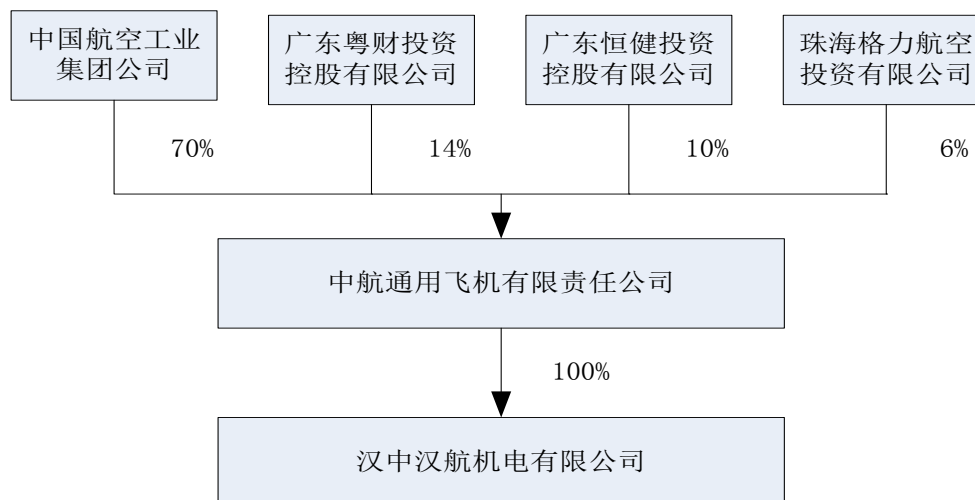 中国航空工业
集团公司
广东粤财投资
控股有限公司
广东恒健投资
控股有限公司
珠海格力航空
投资有限公司
70%
14%
10%
6%
中航通用飞机有限责任公司
100%
汉中汉航机电有限公司